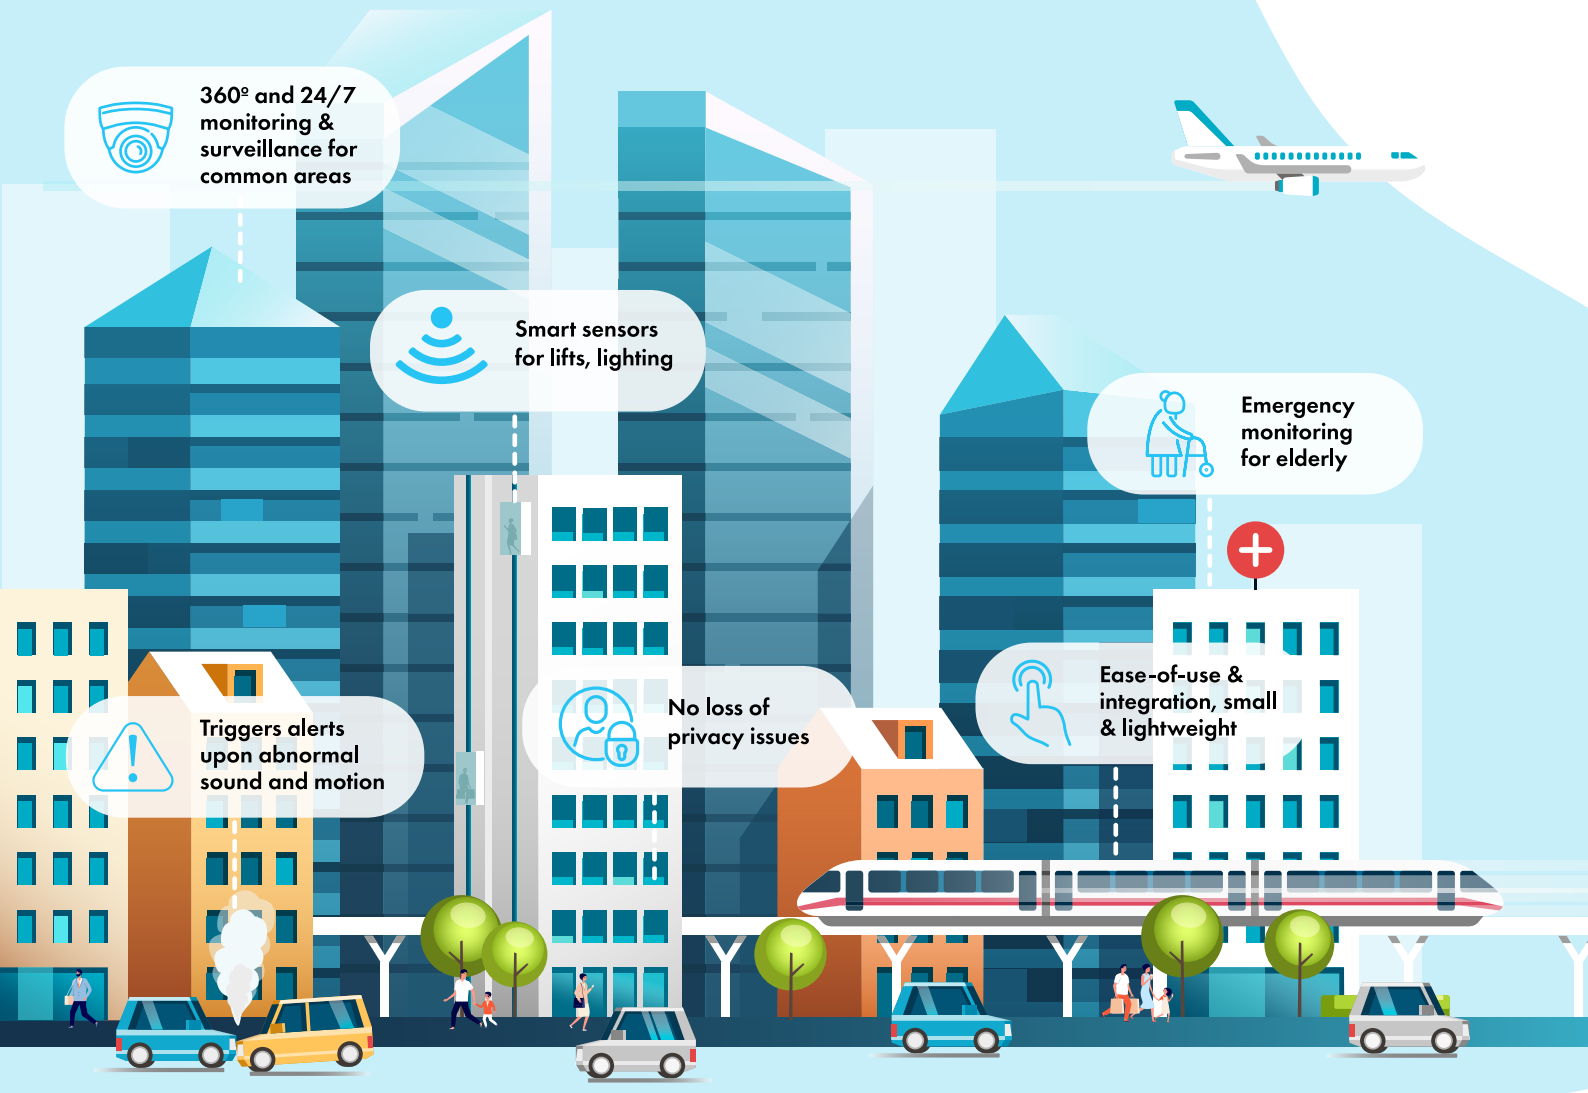 360º and 24/7
monitoring &
surveillance for
common areas
Smart sensors
for lifts, lighting
Emergency
monitoring
for elderly
Ease-of-use &
integration, small
& lightweight
No loss of
privacy issues
Triggers alerts
upon abnormal
sound and motion